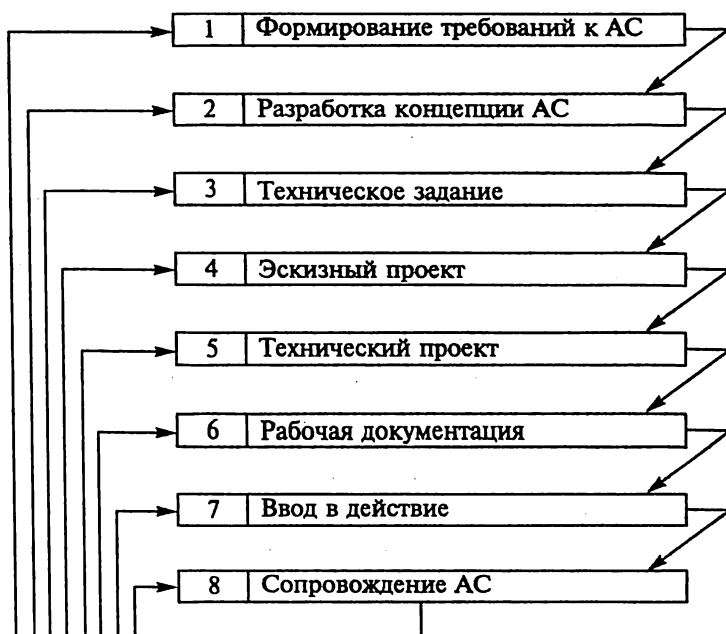 1 Формирование требований к АС
2 Разработка концепции АС
3 Техническое задание
4 Эскизный проект
5 Технический проект
6 Рабочая документация
7 Ввод в действие
8 Сопровождение АС